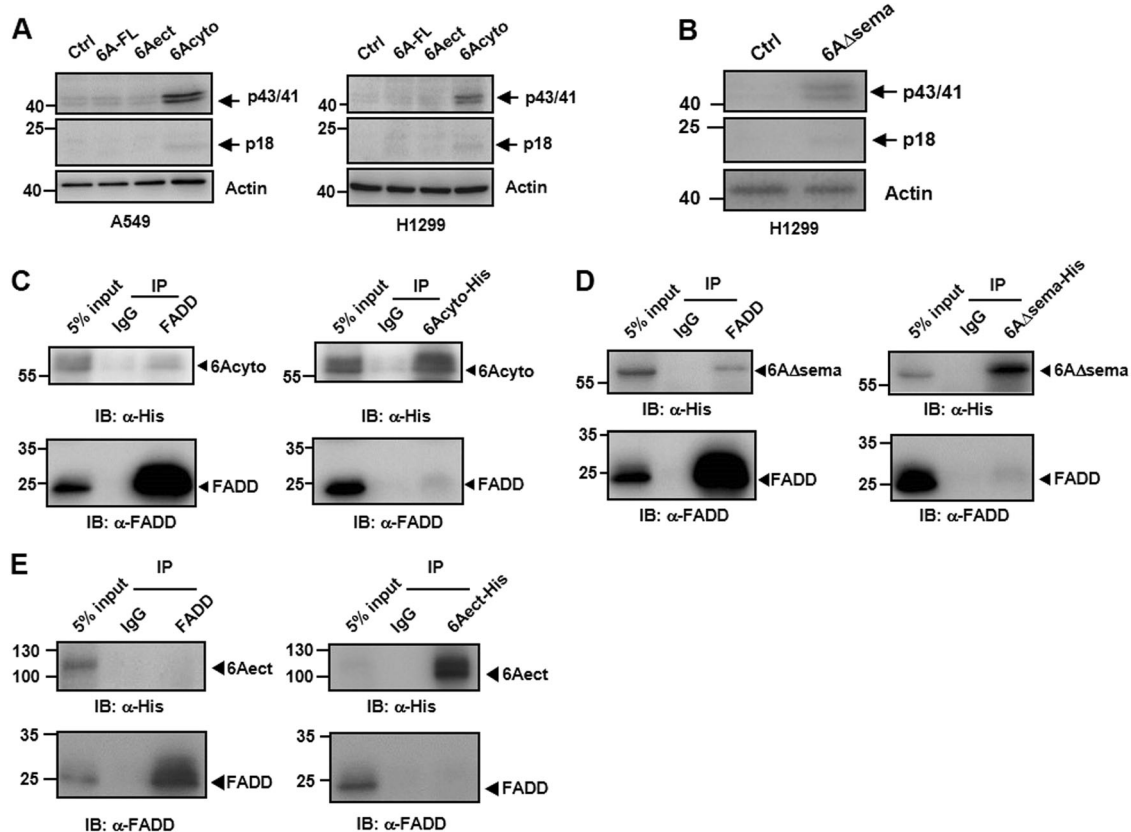 A
Ctrl 6A-FL 6Aect 6Acyto
40 p43/41
25
p18
40 Actin
A549
Ctrl 6A-FL 6Aect 6Acyto
40 p43/41
25
p18
40 Actin
H1299
B
Ctrl 6AΔsema
40 p43/41
25
p18
40 Actin
H1299
C
IP
5% input IgG FADD
55 6Acyto
IB: α-His
35
25 FADD
IB: α-FADD
IP
5% input IgG 6Acyto-His
55 6Acyto
IB: α-His
35
25 FADD
IB: α-FADD
D
IP
5% input IgG FADD
55 6AΔsema
IB: α-His
35
25 FADD
IB: α-FADD
IP
5% input IgG 6AΔsema-His
55 6AΔsema
IB: α-His
35
25 FADD
IB: α-FADD
E
IP
5% input IgG FADD
130
100 6Aect
IB: α-His
35
25 FADD
IB: α-FADD
IP
5% input IgG 6Aect-His
130
100 6Aect
IB: α-His
35
25 FADD
IB: α-FADD